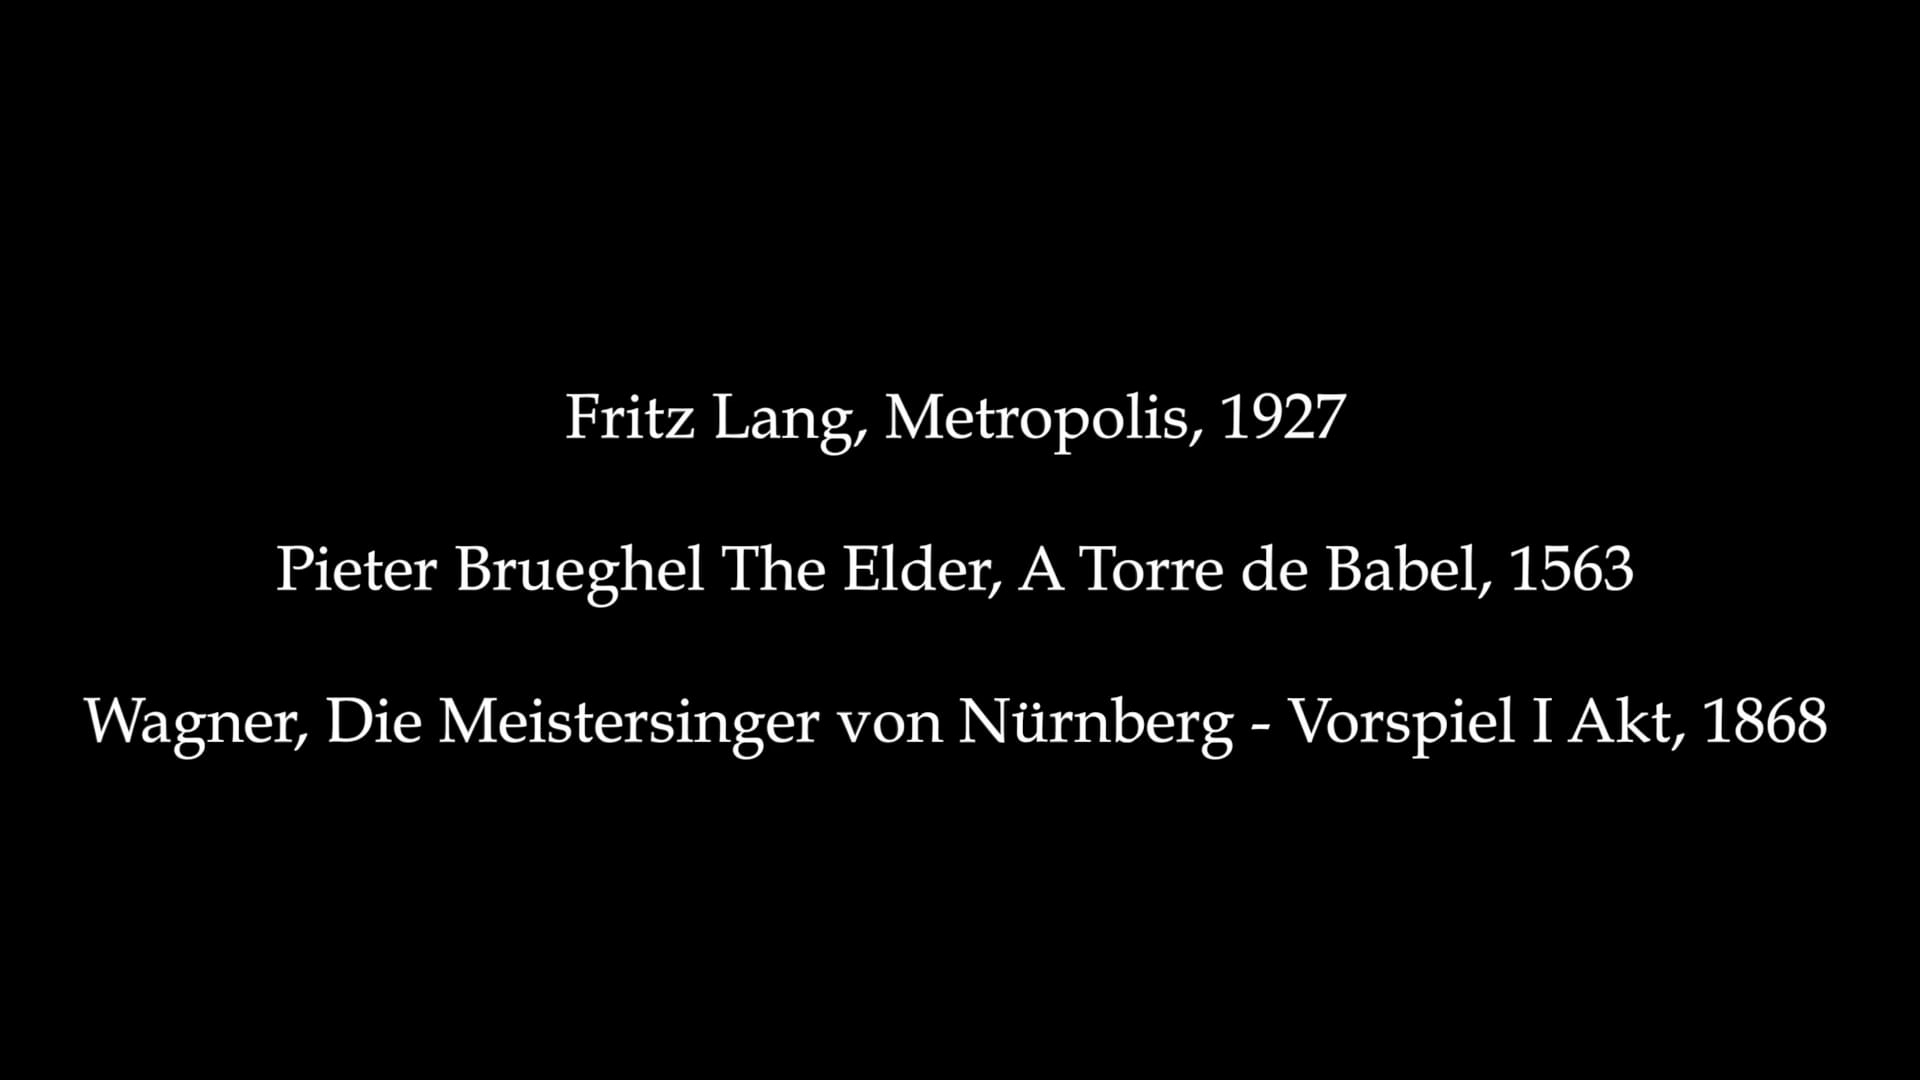 Fritz Lang, Metropolis, 1927
Pieter Brueghel The Elder, A Torre de Babel, 1563
Wagner, Die Meistersinger von Nürnberg - Vorspiel I Akt, 1868